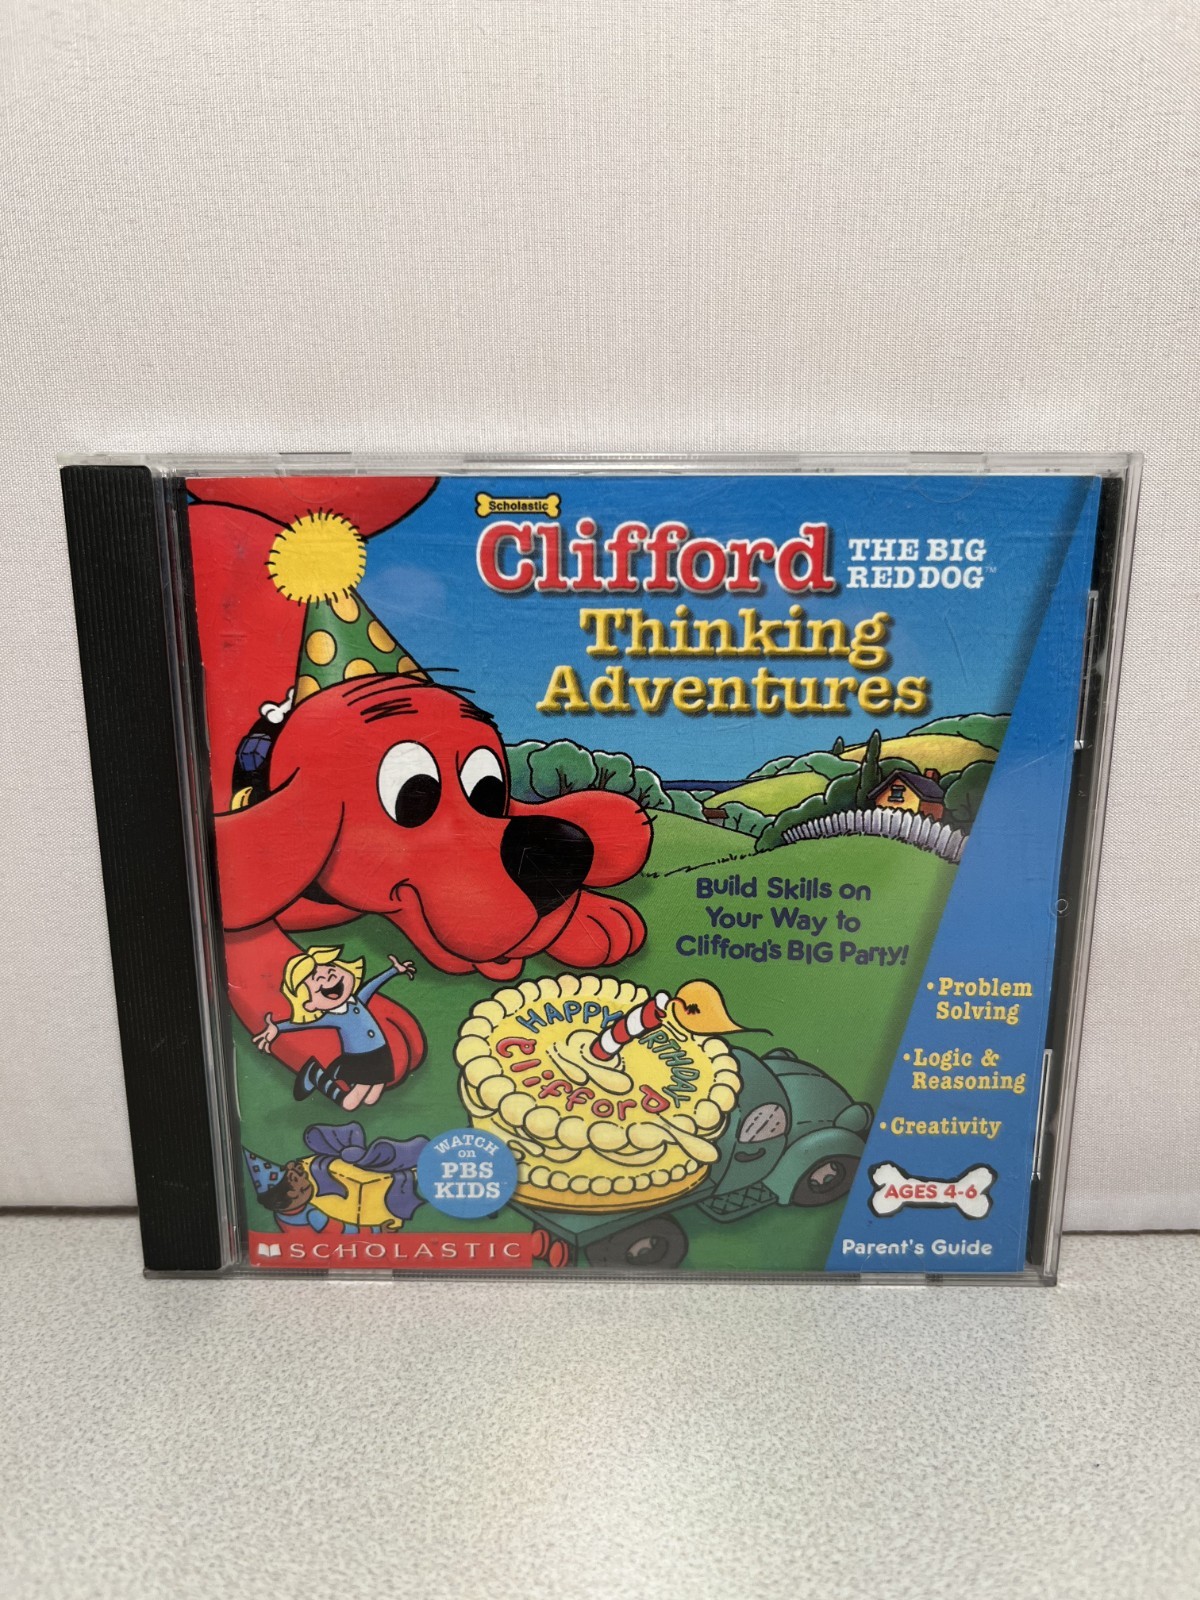 Scholastic
Clifford THE BIG
RED DOG™
Thinking
Adventures
Build Skills on
Your Way to
Clifford's BIG Party!
• Problem
Solving
• Logic &
Reasoning
• Creativity
HAPPY
Clifford
WATCH
on
PBS
KIDS
AGES 4-6
SCHOLASTIC
Parent's Guide